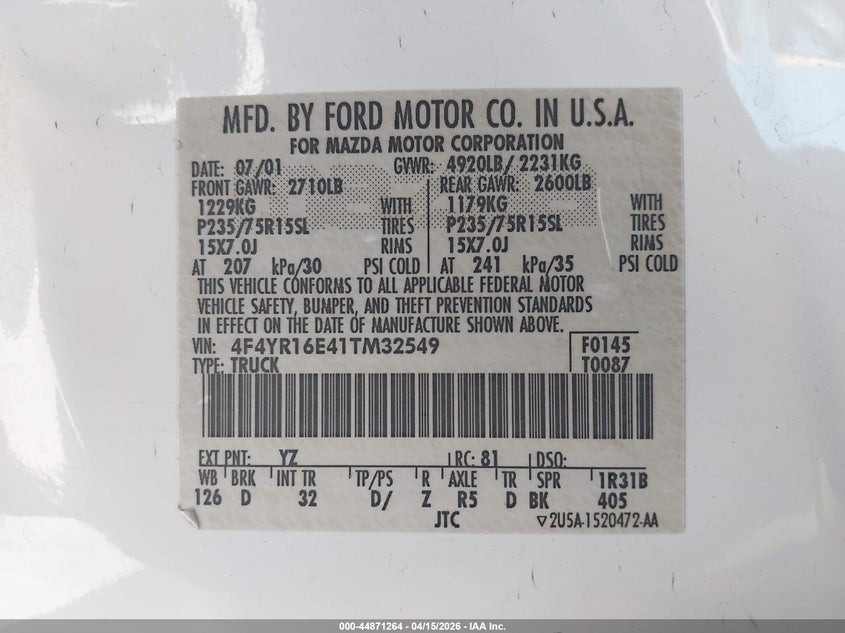 MFD. BY FORD MOTOR CO. IN U.S.A.
FOR MAZDA MOTOR CORPORATION
DATE: 07/01 GVWR: 4920LB/ 2231KG
FRONT GAWR: 2710LB REAR GAWR: 2600LB
1229KG WITH 1179KG WITH
P235/75R15SL TIRES P235/75R15SL TIRES
15X7.0J RIMS 15X7.0J RIMS
AT 207 kPa/30 PSI COLD AT 241 kPa/35 PSI COLD
THIS VEHICLE CONFORMS TO ALL APPLICABLE FEDERAL MOTOR
VEHICLE SAFETY, BUMPER, AND THEFT PREVENTION STANDARDS
IN EFFECT ON THE DATE OF MANUFACTURE SHOWN ABOVE.
VIN: 4F4YR16E41TM32549 F0145
TYPE: TRUCK T0087
EXT PNT: YZ RC: 81 DSO:
WB BRK INT TR TP/PS R AXLE TR SPR 1R31B
126 D 32 D/ Z R5 D BK 405
JTC 2U5A-1520472-AA
000-44871264 - 04/15/2026 - IAA Inc.